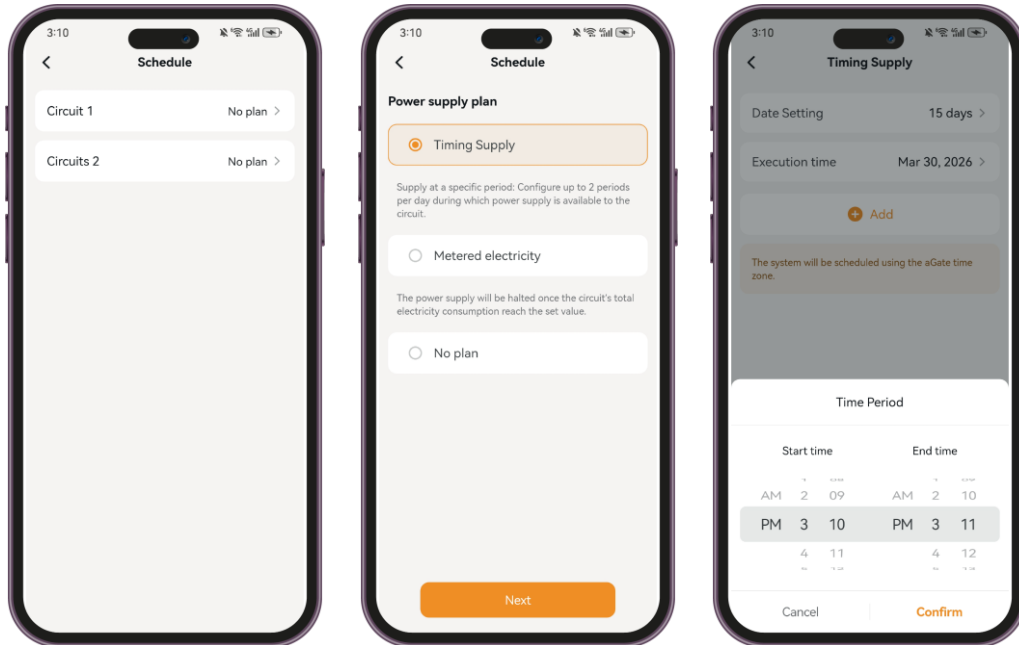 3:10
Schedule
Circuit 1
No plan
Circuits 2
No plan
3:10
Schedule
Power supply plan
Timing Supply
Supply at a specific period: Configure up to 2 periods
per day during which power supply is available to the
circuit.
Metered electricity
The power supply will be halted once the circuit's total
electricity consumption reach the set value.
No plan
Next
3:10
Timing Supply
Date Setting 15 days
Execution time Mar 30, 2026
Add
The system will be scheduled using the aGate time
zone.
Time Period
Start time End time
AM 2 09 AM 2 10
PM 3 10 PM 3 11
4 11 4 12
Cancel Confirm